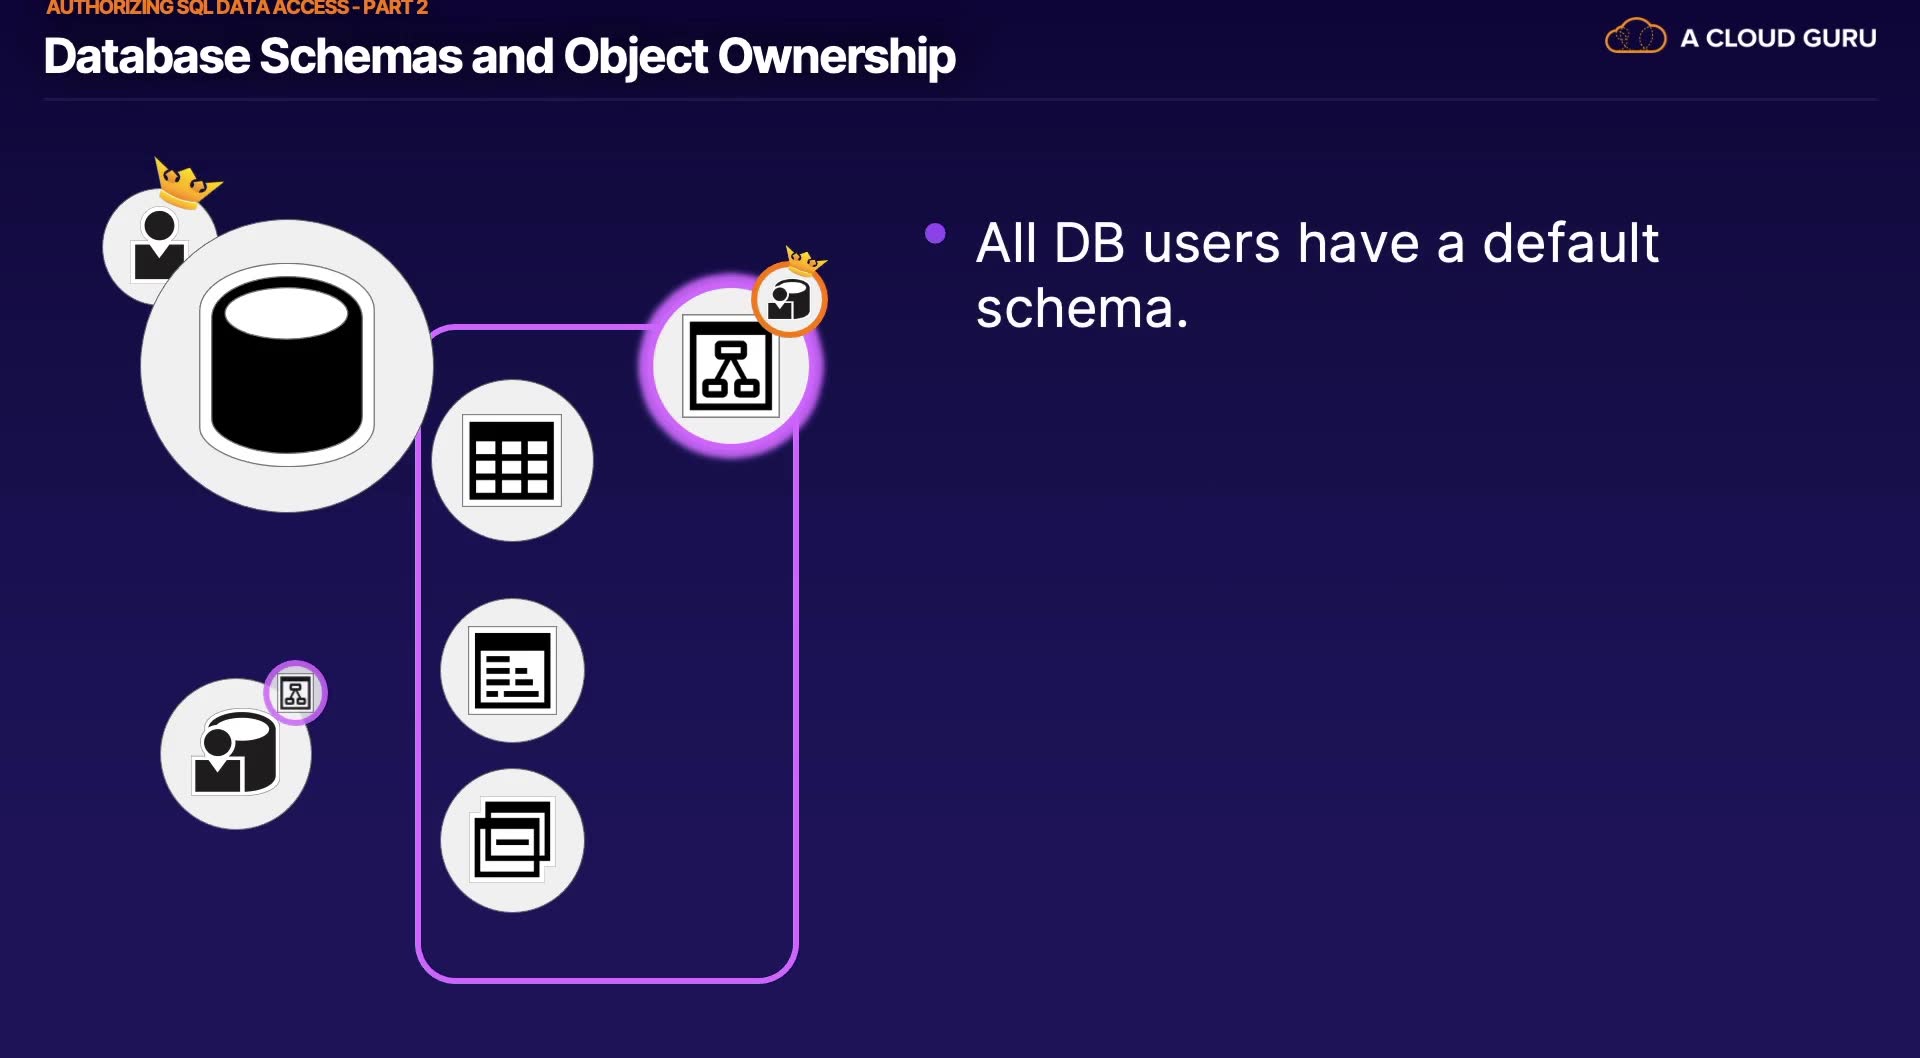 AUTHORIZING SQL DATA ACCESS - PART 2
Database Schemas and Object Ownership
A CLOUD GURU
All DB users have a default
schema.